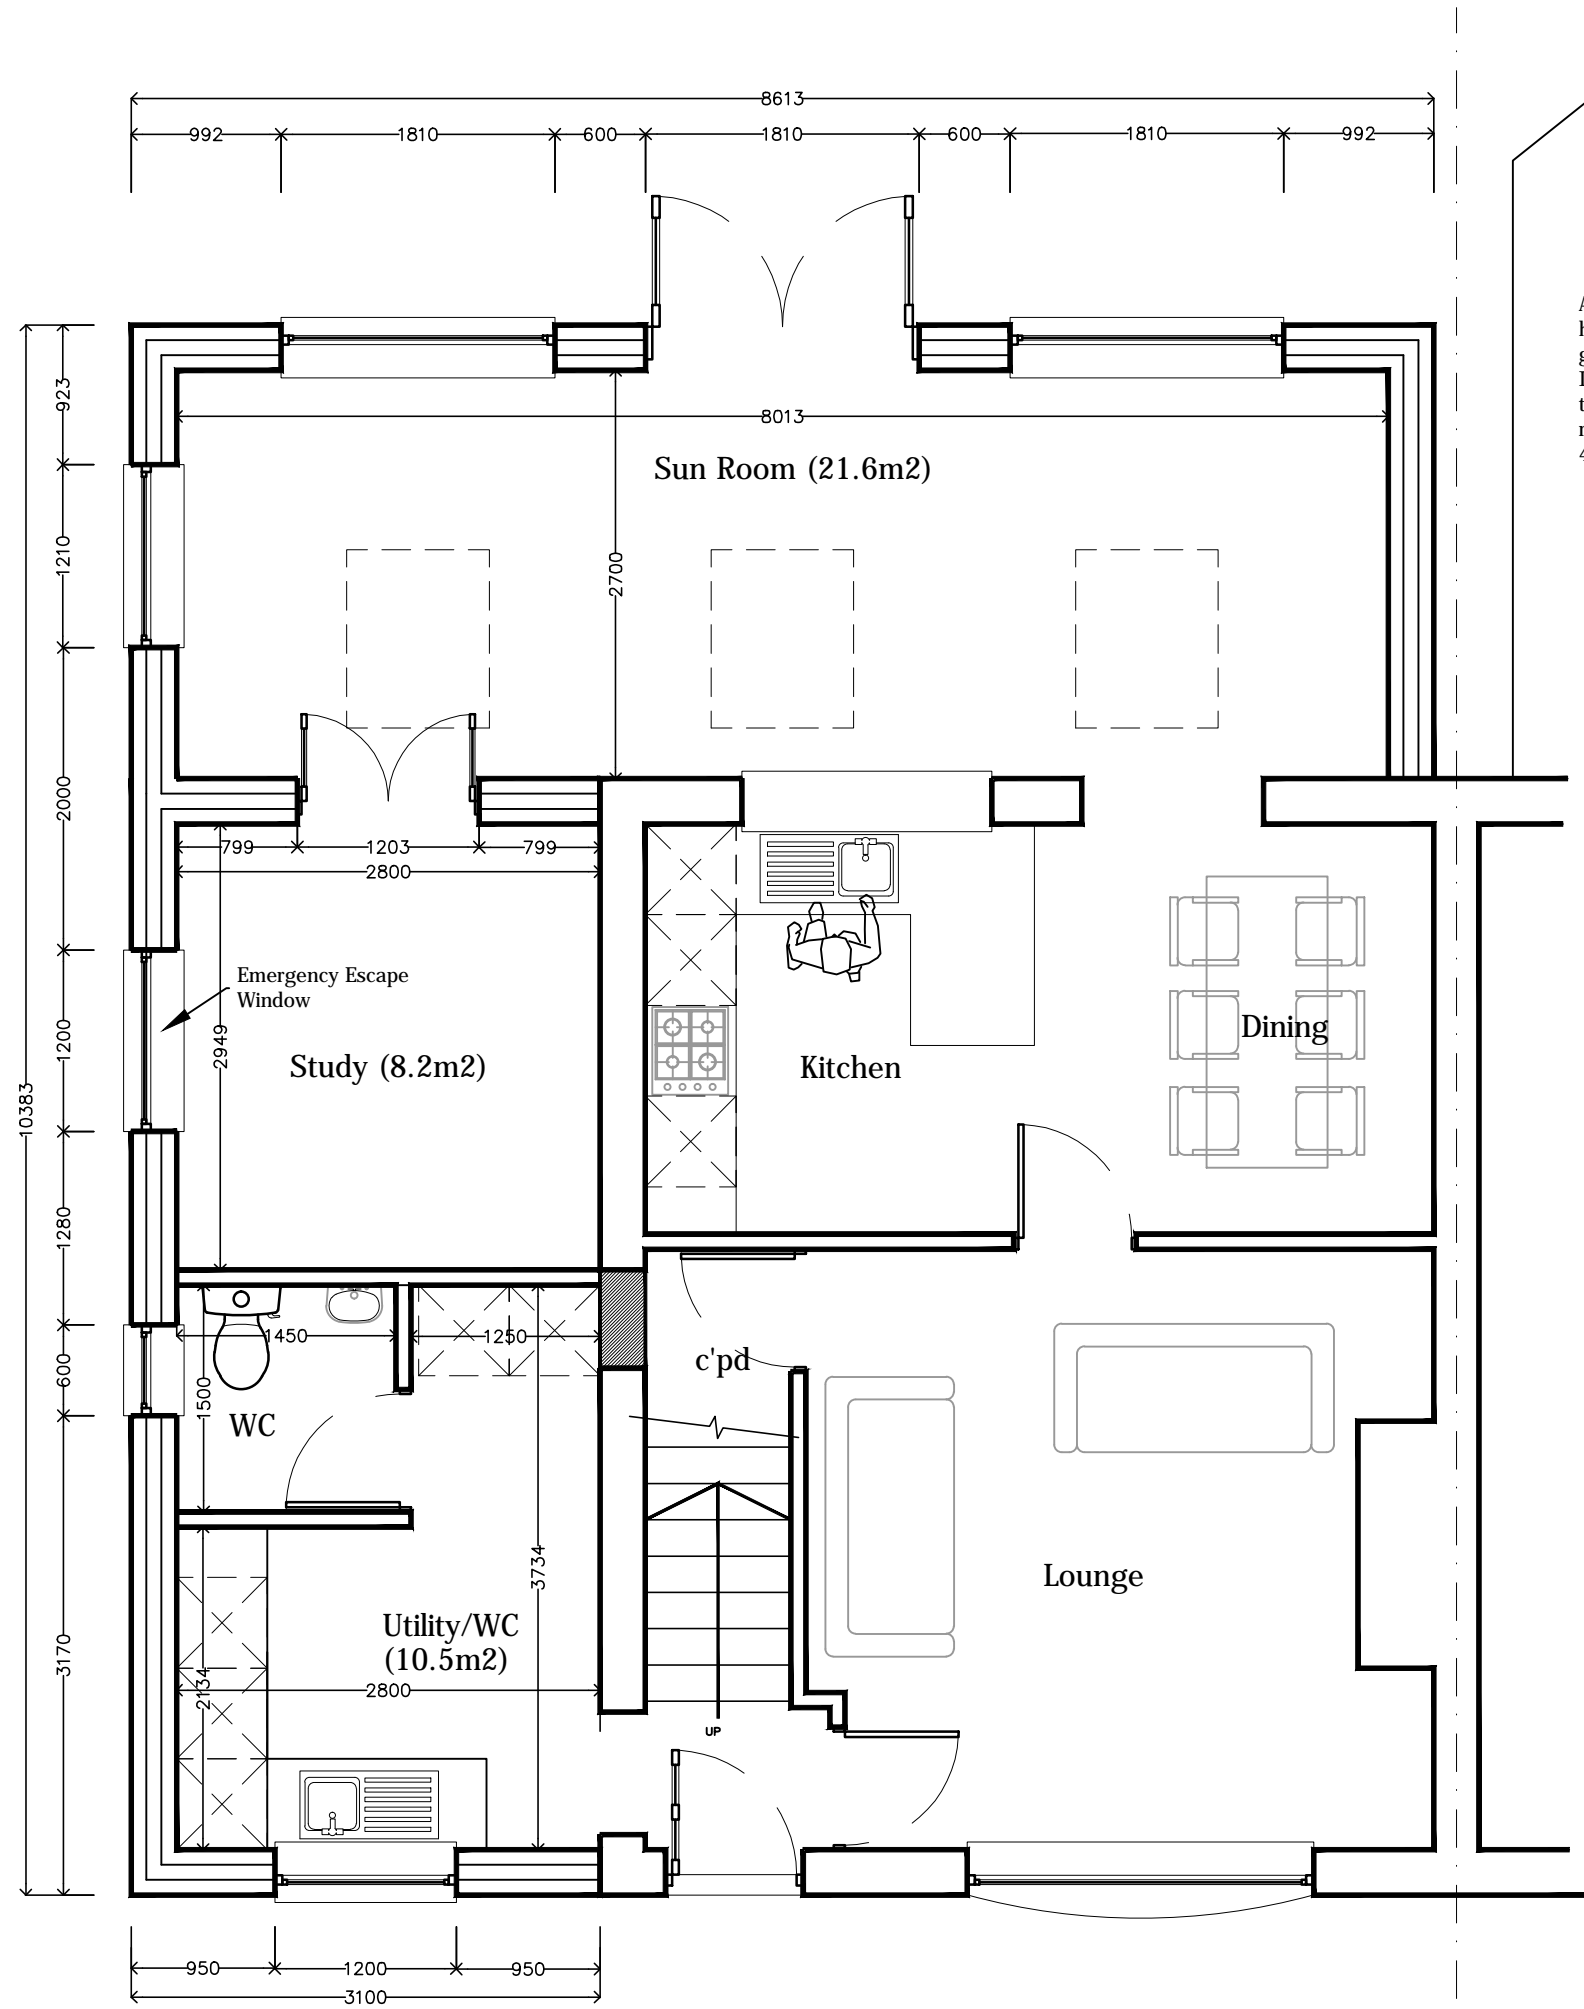 8613
992 1810 600 1810 600 1810 992
8013
Sun Room (21.6m2)
2700
10383
923
1210
2000
1200
1280
600
3170
799 1203 799
2800
Emergency Escape
Window
2949
Study (8.2m2)
Kitchen
Dining
1450
1250
1500
WC
c'pd
3734
Lounge
Utility/WC
(10.5m2)
2134
2800
UP
950 1200 950
3100